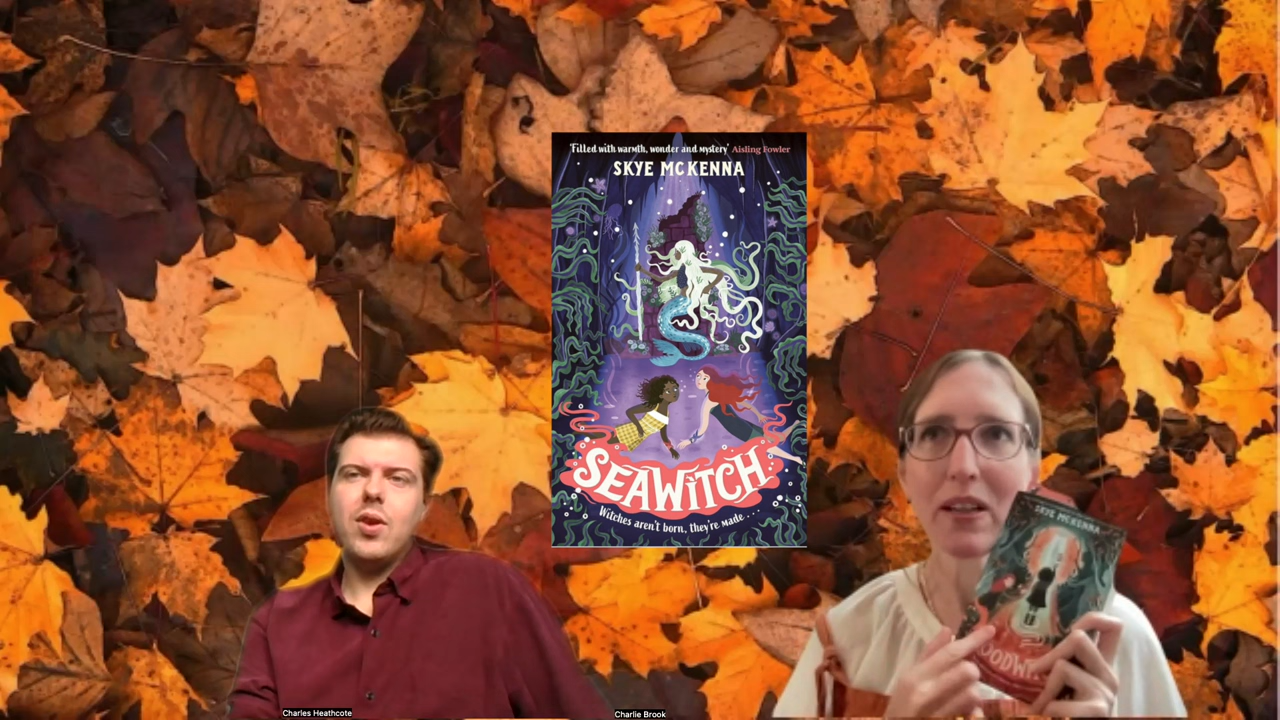 'Filled with warmth, wonder and mystery' Aisling Fowler
SKYE MCKENNA
SEAWITCH
Witches aren't born, they're made . . .
SKYE MCKENNA
Charles Heathcote
Charlie Brook